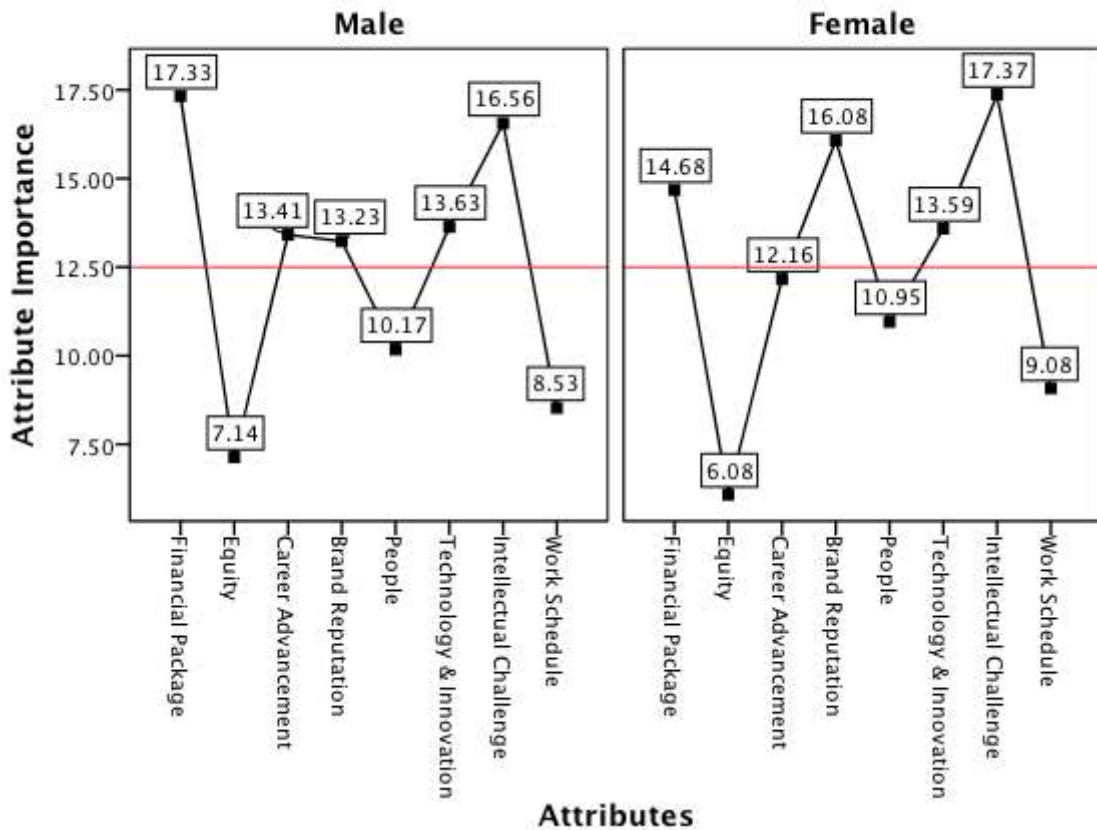 Male
Female
Attribute Importance
17.50
15.00
12.50
10.00
7.50
17.33
7.14
13.41
13.23
10.17
13.63
16.56
8.53
14.68
6.08
12.16
16.08
10.95
13.59
17.37
9.08
Financial Package
Equity
Career Advancement
Brand Reputation
People
Technology & Innovation
Intellectual Challenge
Work Schedule
Financial Package
Equity
Career Advancement
Brand Reputation
People
Technology & Innovation
Intellectual Challenge
Work Schedule
Attributes